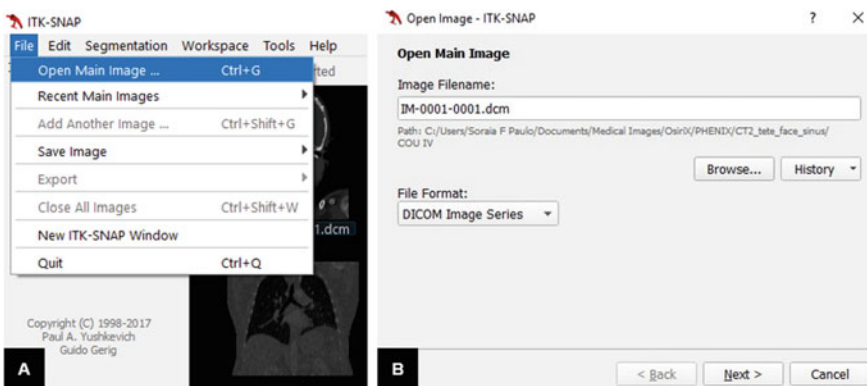 ITK-SNAP
File Edit Segmentation Workspace Tools Help
Open Main Image ... Ctrl+G
Recent Main Images
Add Another Image ... Ctrl+Shift+G
Save Image
Export
Close All Images Ctrl+Shift+W
New ITK-SNAP Window
Quit Ctrl+Q
1.dcm
Copyright (C) 1998-2017
Paul A. Yushkevich
Guido Gerig
A
Open Image - ITK-SNAP ? ×
Open Main Image
Image Filename:
IM-0001-0001.dcm
Path: C:/Users/Soraia F Paulo/Documents/Medical Images/OsiriX/PHENIX/CT2_tete_face_sinus/
COU IV
Browse... History
File Format:
DICOM Image Series
B
< Back Next > Cancel